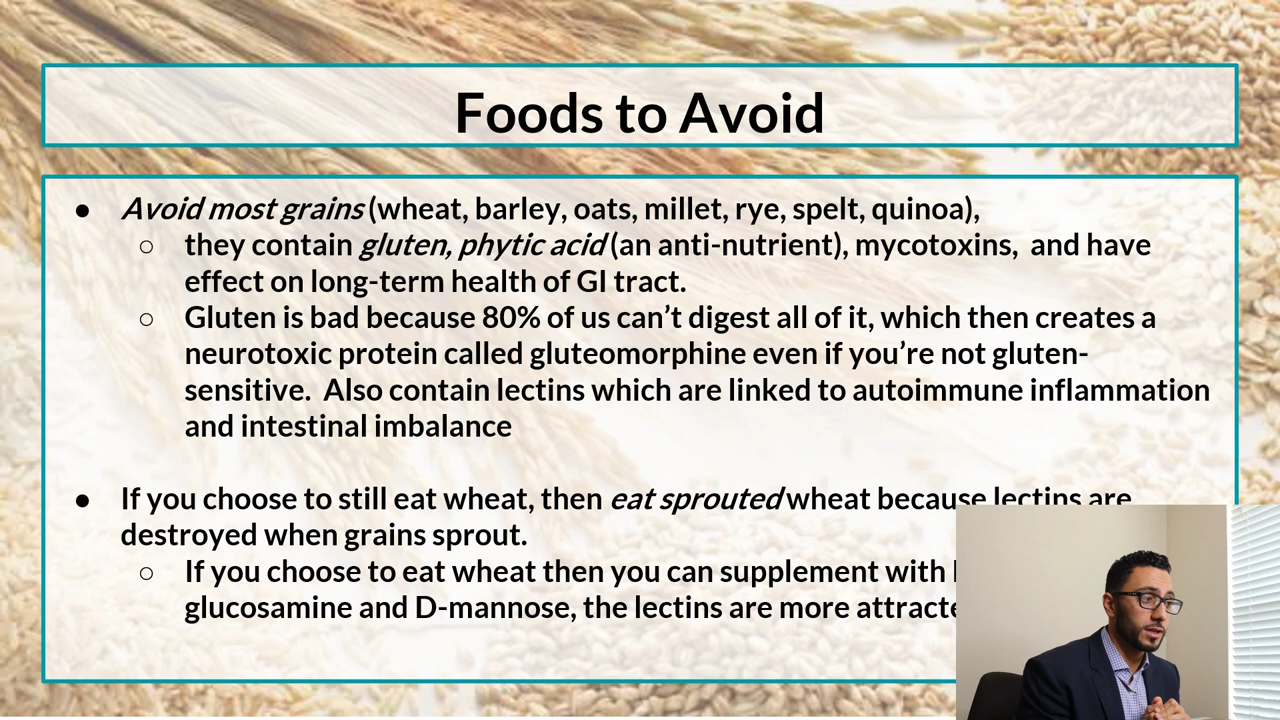 Foods to Avoid
● Avoid most grains (wheat, barley, oats, millet, rye, spelt, quinoa),
○ they contain gluten, phytic acid (an anti-nutrient), mycotoxins, and have
effect on long-term health of GI tract.
○ Gluten is bad because 80% of us can’t digest all of it, which then creates a
neurotoxic protein called gluteomorphine even if you’re not gluten-
sensitive. Also contain lectins which are linked to autoimmune inflammation
and intestinal imbalance
● If you choose to still eat wheat, then eat sprouted wheat because lectins are
destroyed when grains sprout.
○ If you choose to eat wheat then you can supplement with
glucosamine and D-mannose, the lectins are more